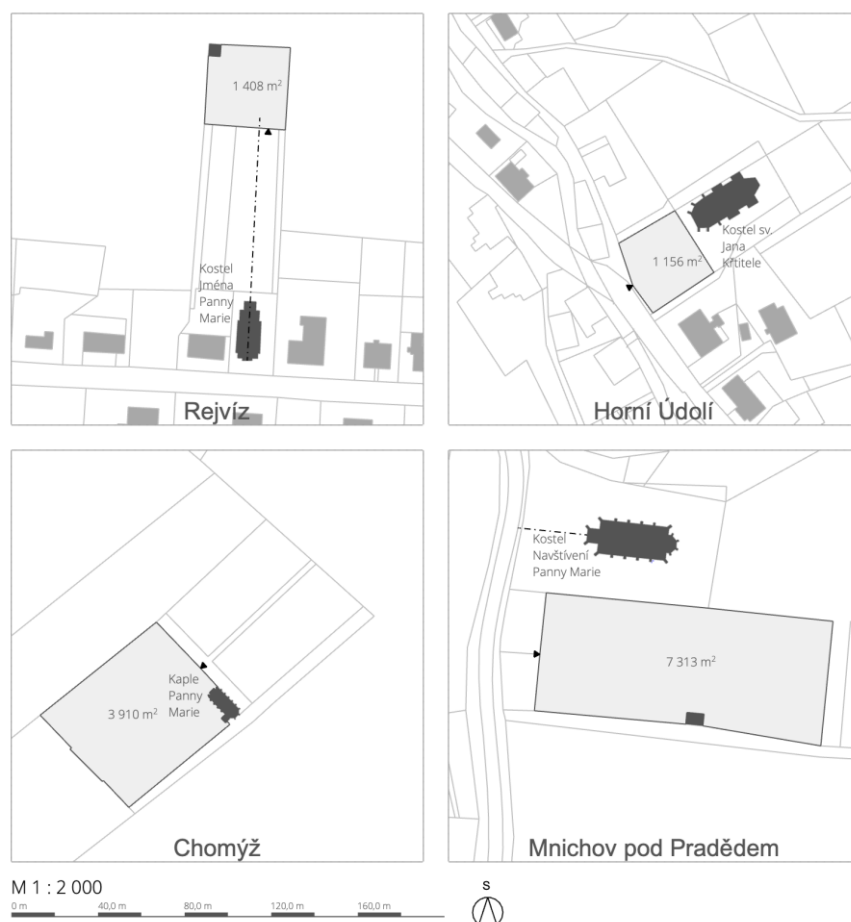 1 408 m²
Kostel
Jména
Panny
Marie
Rejvíz
1 156 m²
Kostel sv.
Jana
Křtitele
Horní Údolí
3 910 m²
Kaple
Panny
Marie
Chomýž
Kostel
Navštívení
Panny Marie
7 313 m²
Mnichov pod Pradědem
M 1 : 2 000
0 m 40,0 m 80,0 m 120,0 m 160,0 m
S